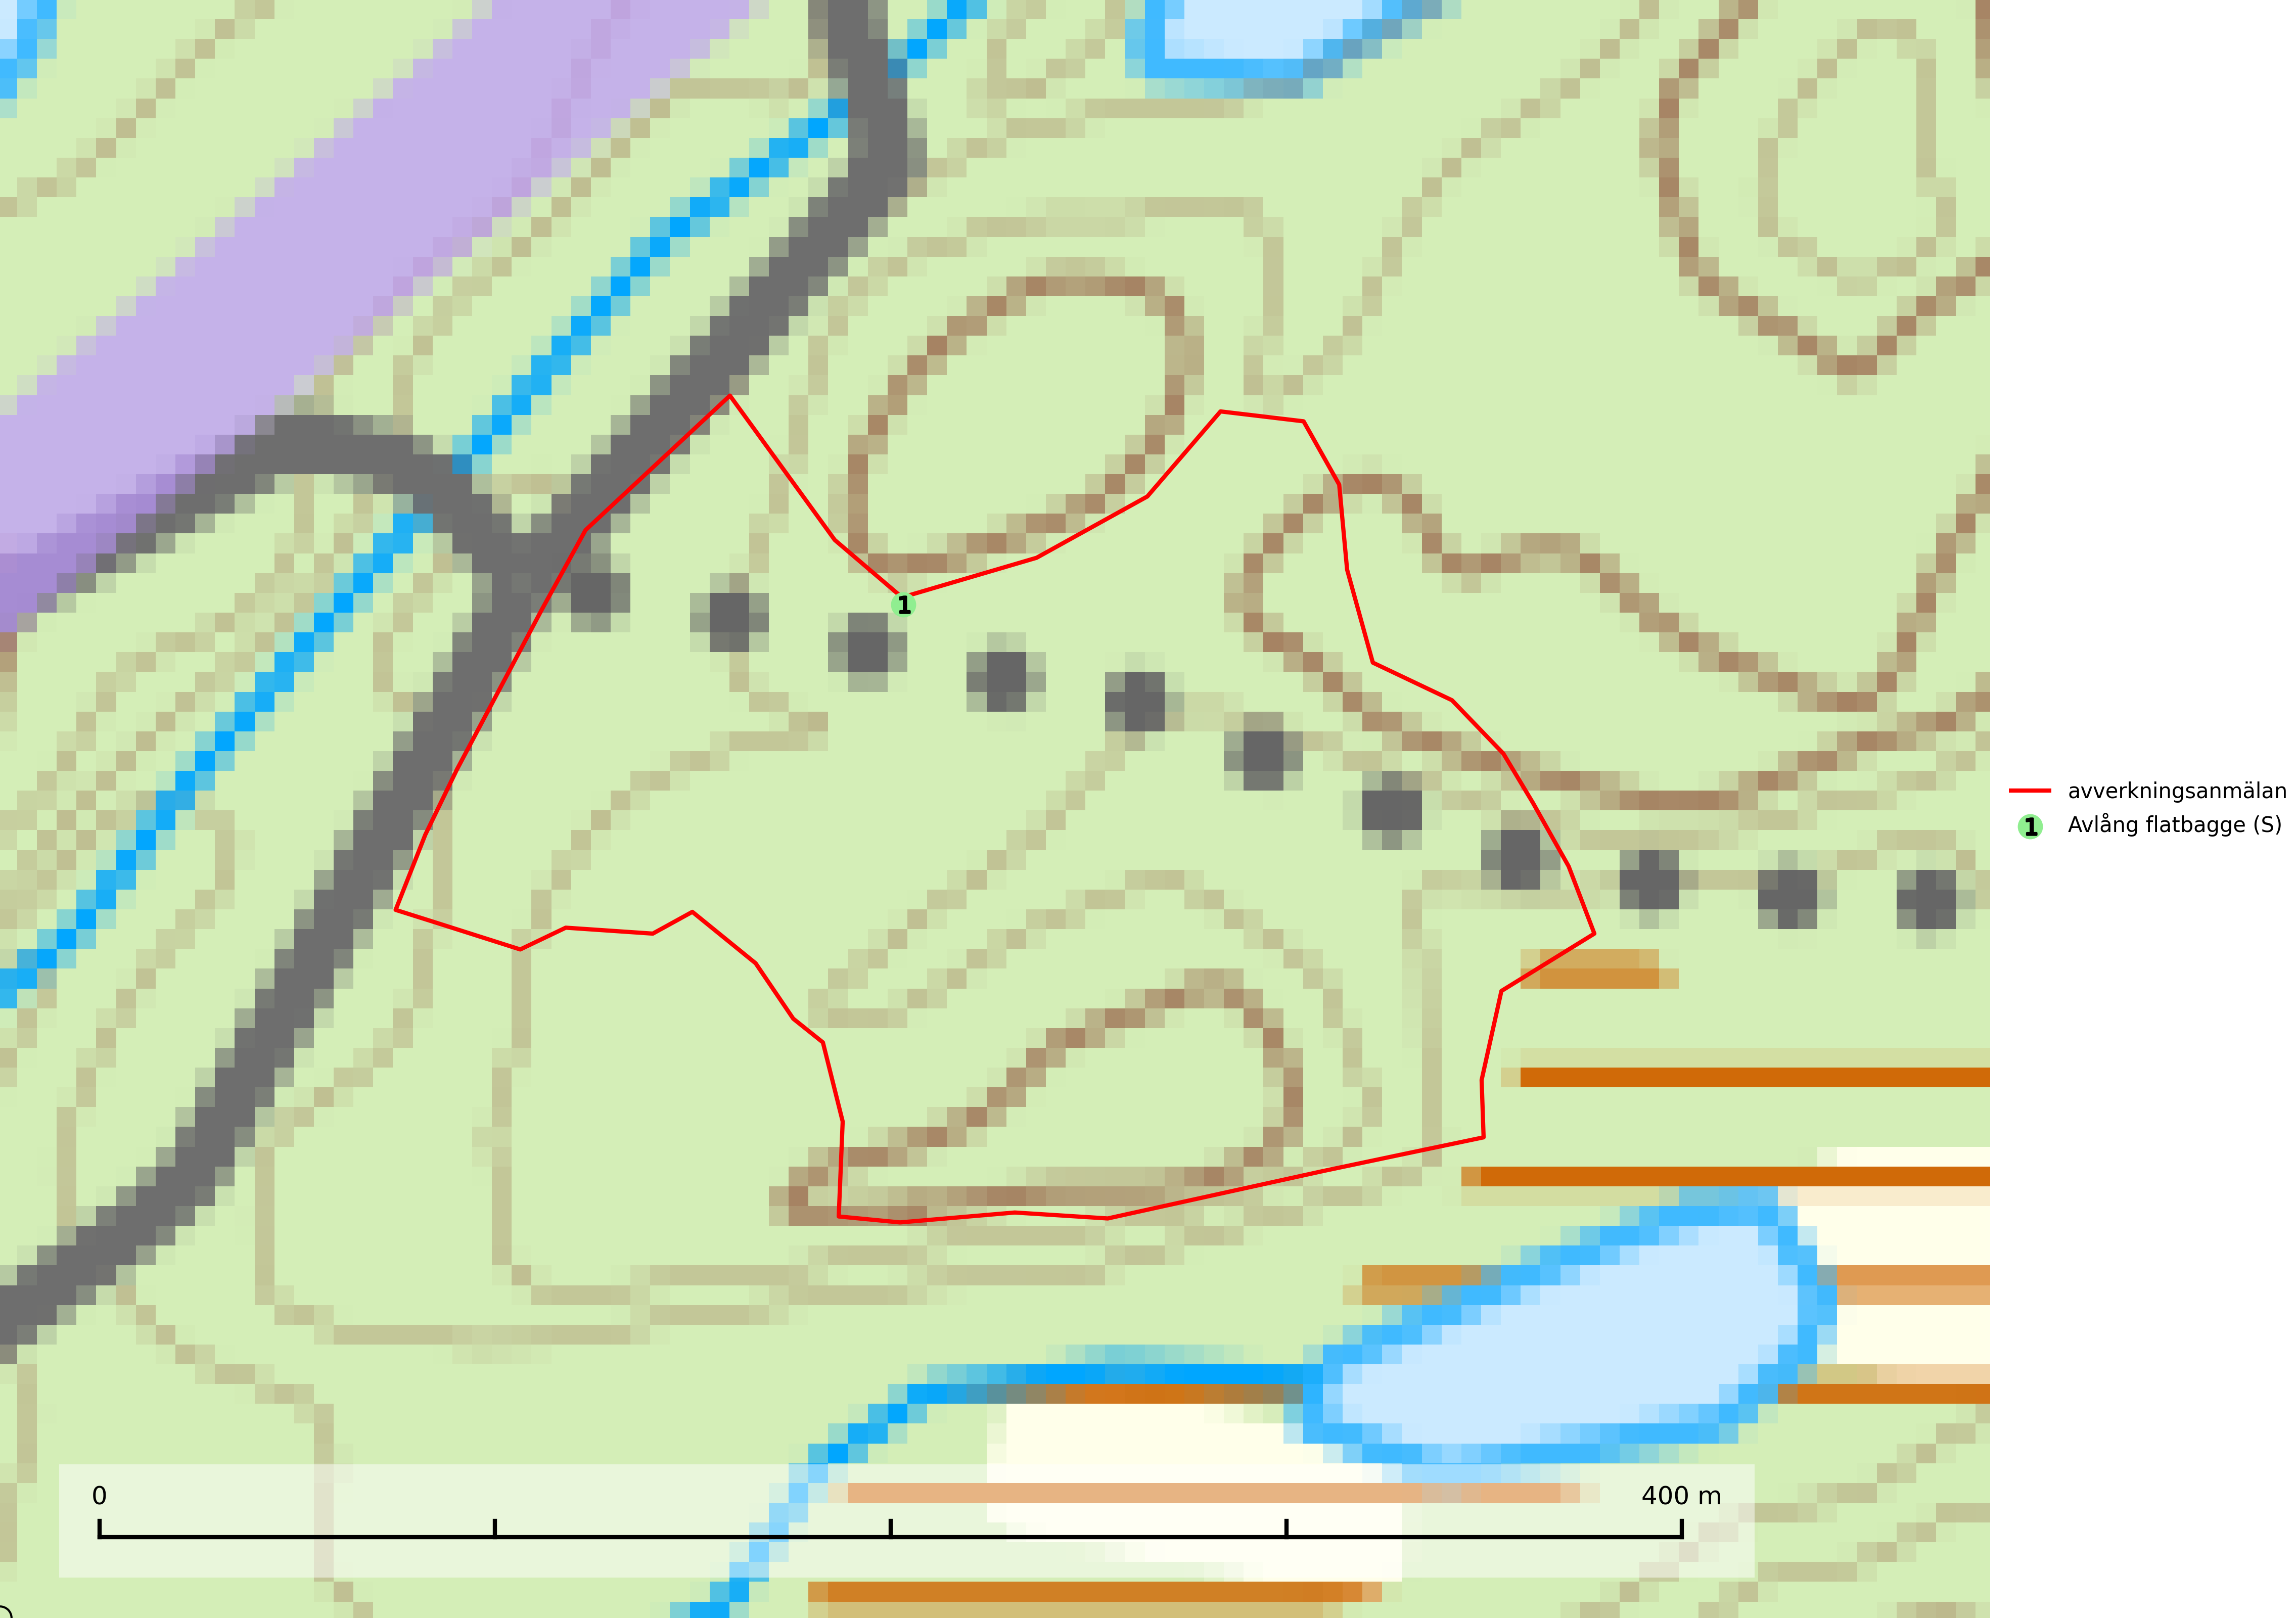 1
avverkningsanmälan
1 Avlång flatbagge (S)
0 400 m